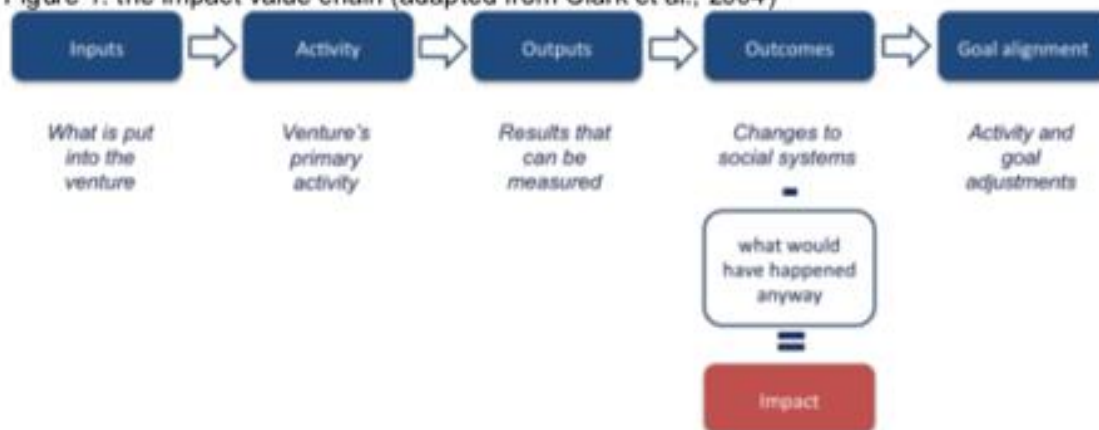 Figure 1: the impact value chain (adapted from Clark et al., 2004)
Inputs
Activity
Outputs
Outcomes
Goal alignment
What is put
into the
venture
Venture's
primary
activity
Results that
can be
measured
Changes to
social systems
Activity and
goal
adjustments
-
what would
have happened
anyway
=
Impact